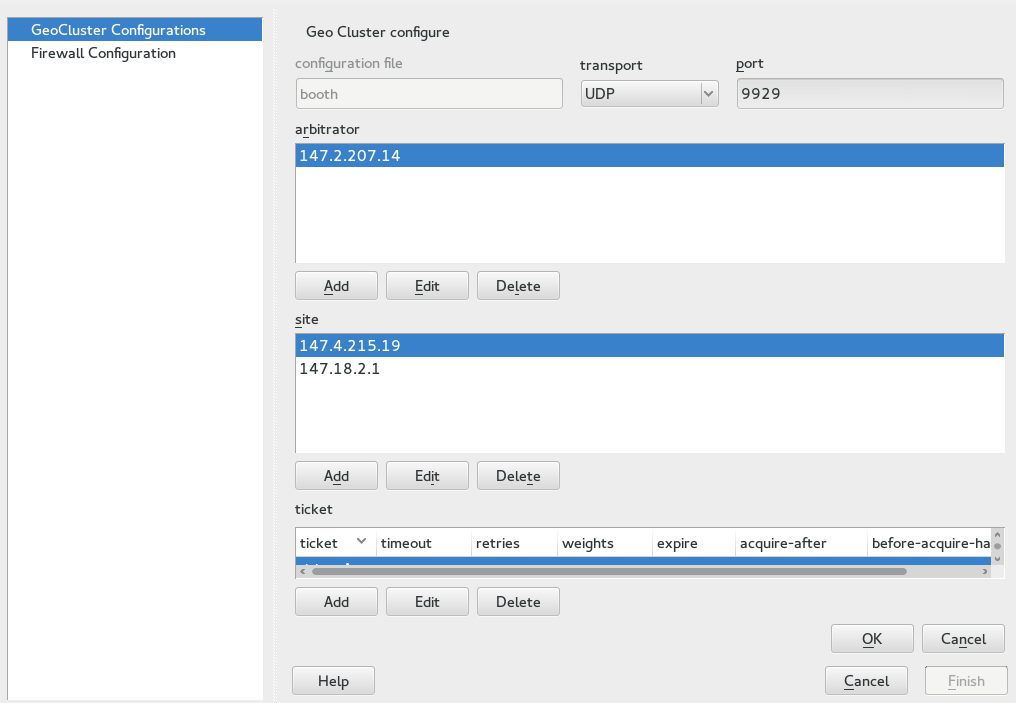 GeoCluster Configurations
Firewall Configuration
Geo Cluster configure
configuration file
transport
port
booth
UDP
9929
arbitrator
147.2.207.14
Add
Edit
Delete
site
147.4.215.19
147.18.2.1
Add
Edit
Delete
ticket
ticket
timeout
retries
weights
expire
acquire-after
before-acquire-ha
Add
Edit
Delete
OK
Cancel
Help
Cancel
Finish